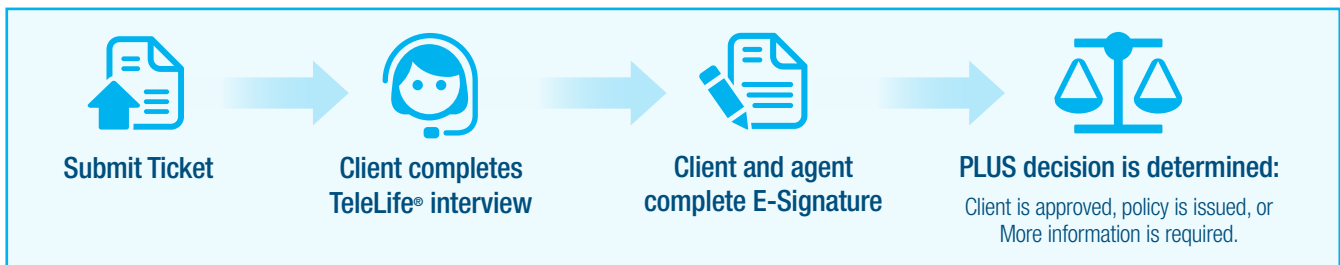 Submit Ticket
Client completes
TeleLife® interview
Client and agent
complete E-Signature
PLUS decision is determined:
Client is approved, policy is issued, or
More information is required.